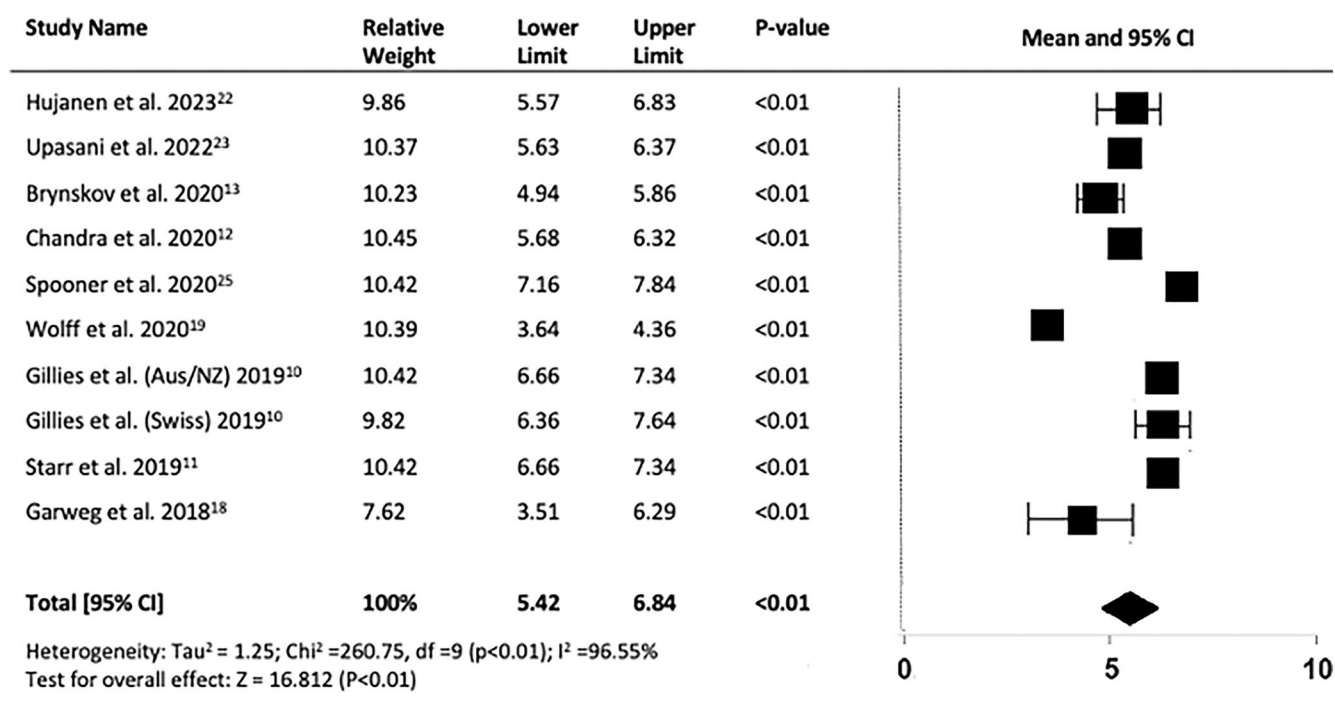 Study Name Relative Weight Lower Limit Upper Limit P-value Mean and 95% CI
Hujanen et al. 2023²² 9.86 5.57 6.83 <0.01
Upasani et al. 2022²³ 10.37 5.63 6.37 <0.01
Brynskov et al. 2020¹³ 10.23 4.94 5.86 <0.01
Chandra et al. 2020¹² 10.45 5.68 6.32 <0.01
Spooner et al. 2020²⁵ 10.42 7.16 7.84 <0.01
Wolff et al. 2020¹⁹ 10.39 3.64 4.36 <0.01
Gillies et al. (Aus/NZ) 2019¹⁰ 10.42 6.66 7.34 <0.01
Gillies et al. (Swiss) 2019¹⁰ 9.82 6.36 7.64 <0.01
Starr et al. 2019¹¹ 10.42 6.66 7.34 <0.01
Garweg et al. 2018¹⁸ 7.62 3.51 6.29 <0.01
Total [95% CI] 100% 5.42 6.84 <0.01
Heterogeneity: Tau² = 1.25; Chi² =260.75, df =9 (p<0.01); I² =96.55%
Test for overall effect: Z = 16.812 (P<0.01)
0 5 10